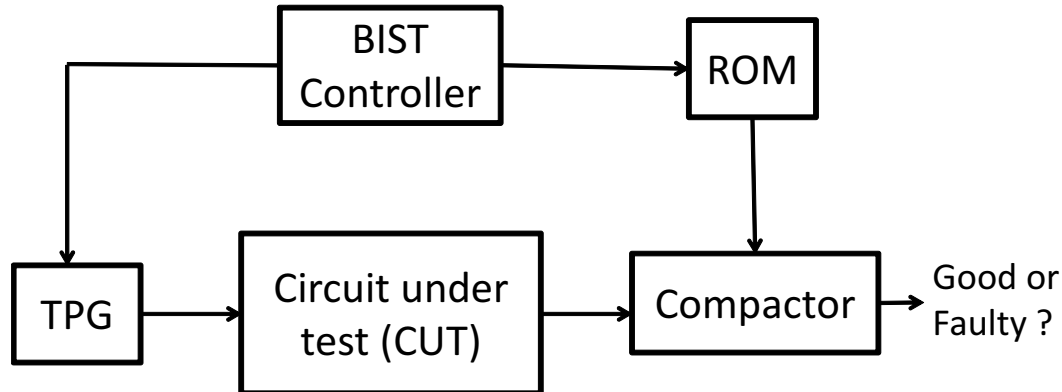 BIST
Controller
ROM
TPG
Circuit under
test (CUT)
Compactor
Good or
Faulty ?